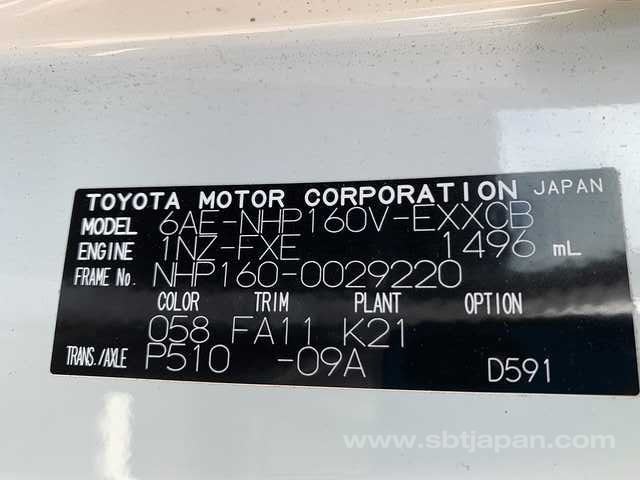 TOYOTA MOTOR CORPORATION JAPAN
MODEL 6AE-NHP160V-EXXCB
ENGINE 1NZ-FXE 1496 mL
FRAME No. NHP160-0029220
COLOR TRIM PLANT OPTION
058 FA11 K21
TRANS./AXLE P510 -09A D591
www.sbtjapan.com